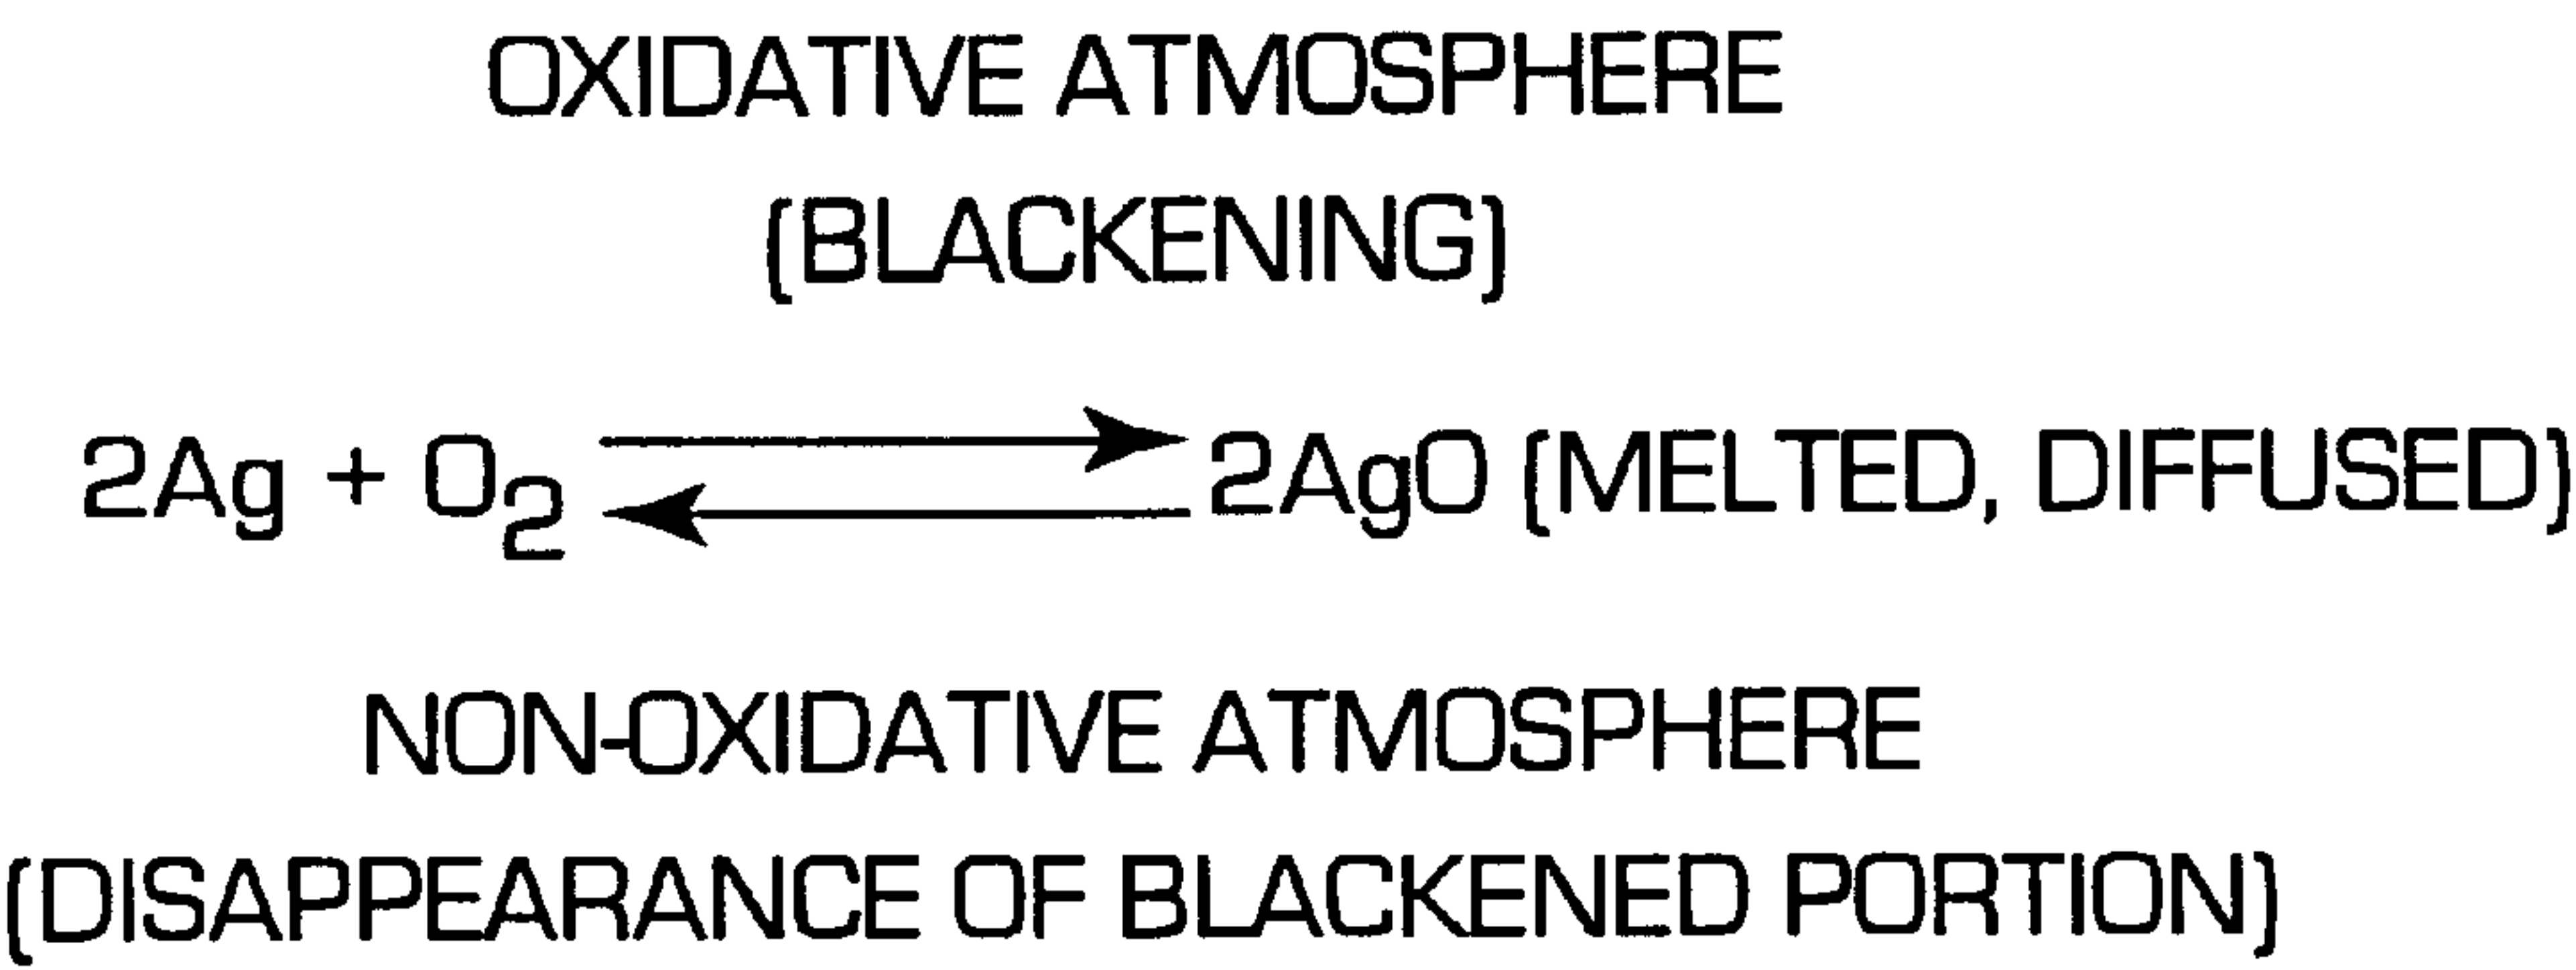 OXIDATIVE ATMOSPHERE
(BLACKENING)
2Ag + O₂ ⇄ 2AgO (MELTED, DIFFUSED)
NON-OXIDATIVE ATMOSPHERE
(DISAPPEARANCE OF BLACKENED PORTION)